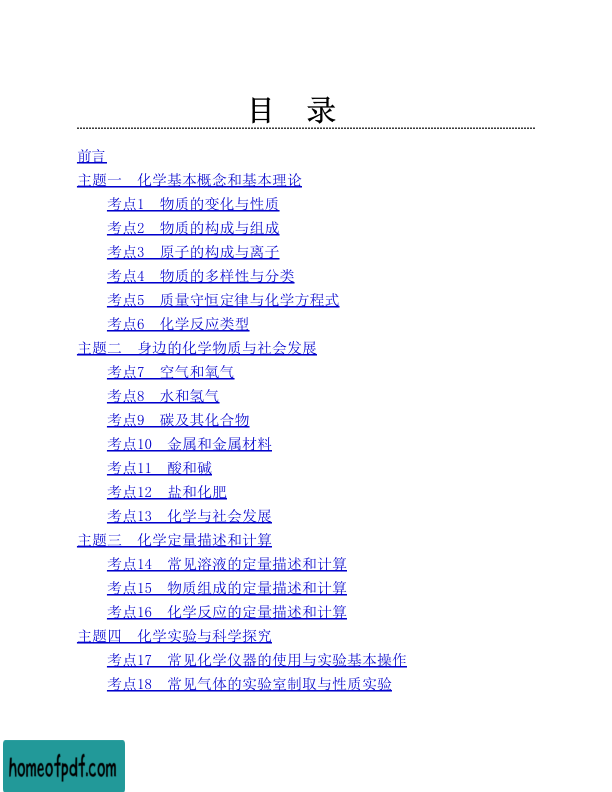 目 录
前言
主题一 化学基本概念和基本理论
考点1 物质的变化与性质
考点2 物质的构成与组成
考点3 原子的构成与离子
考点4 物质的多样性与分类
考点5 质量守恒定律与化学方程式
考点6 化学反应类型
主题二 身边的化学物质与社会发展
考点7 空气和氧气
考点8 水和氢气
考点9 碳及其化合物
考点10 金属和金属材料
考点11 酸和碱
考点12 盐和化肥
考点13 化学与社会发展
主题三 化学定量描述和计算
考点14 常见溶液的定量描述和计算
考点15 物质组成的定量描述和计算
考点16 化学反应的定量描述和计算
主题四 化学实验与科学探究
考点17 常见化学仪器的使用与实验基本操作
考点18 常见气体的实验室制取与性质实验
homeofpdf.com